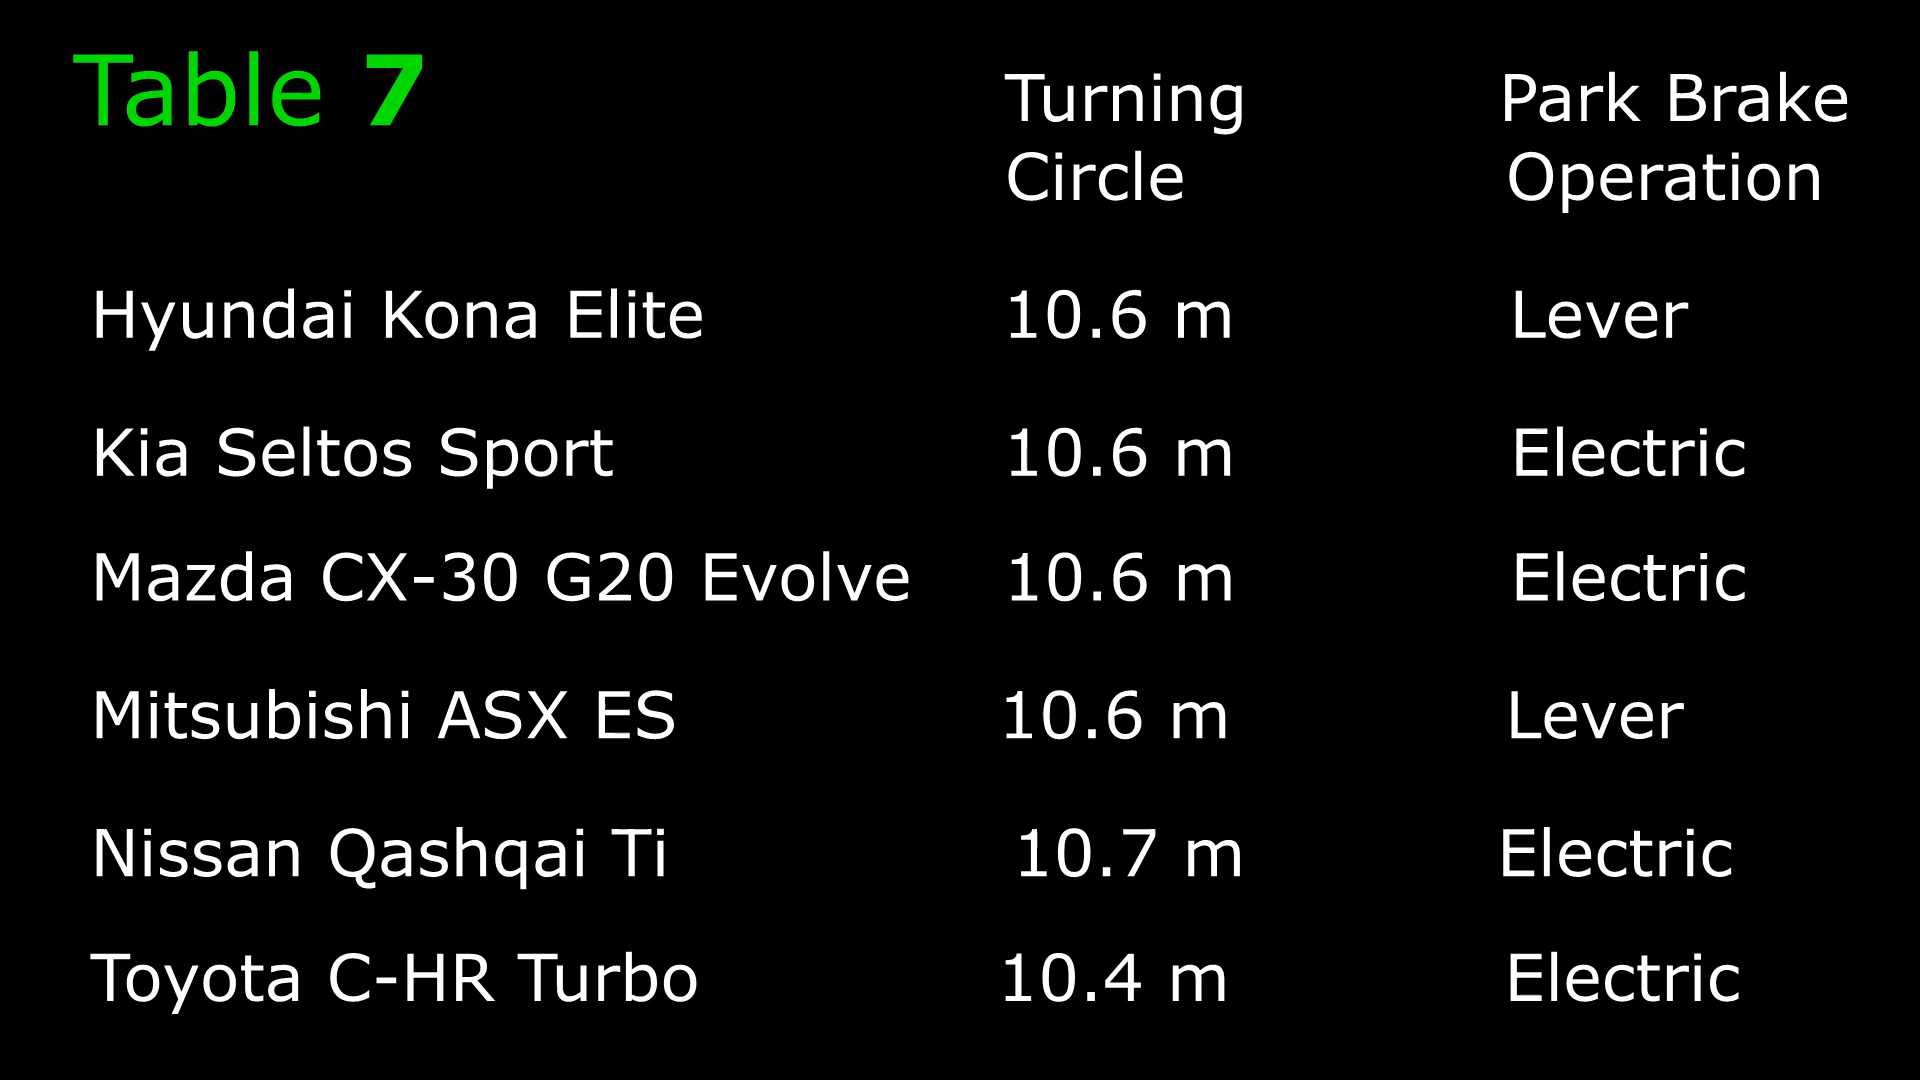 Table 7
Turning Circle
Park Brake Operation
Hyundai Kona Elite 10.6 m Lever
Kia Seltos Sport 10.6 m Electric
Mazda CX-30 G20 Evolve 10.6 m Electric
Mitsubishi ASX ES 10.6 m Lever
Nissan Qashqai Ti 10.7 m Electric
Toyota C-HR Turbo 10.4 m Electric